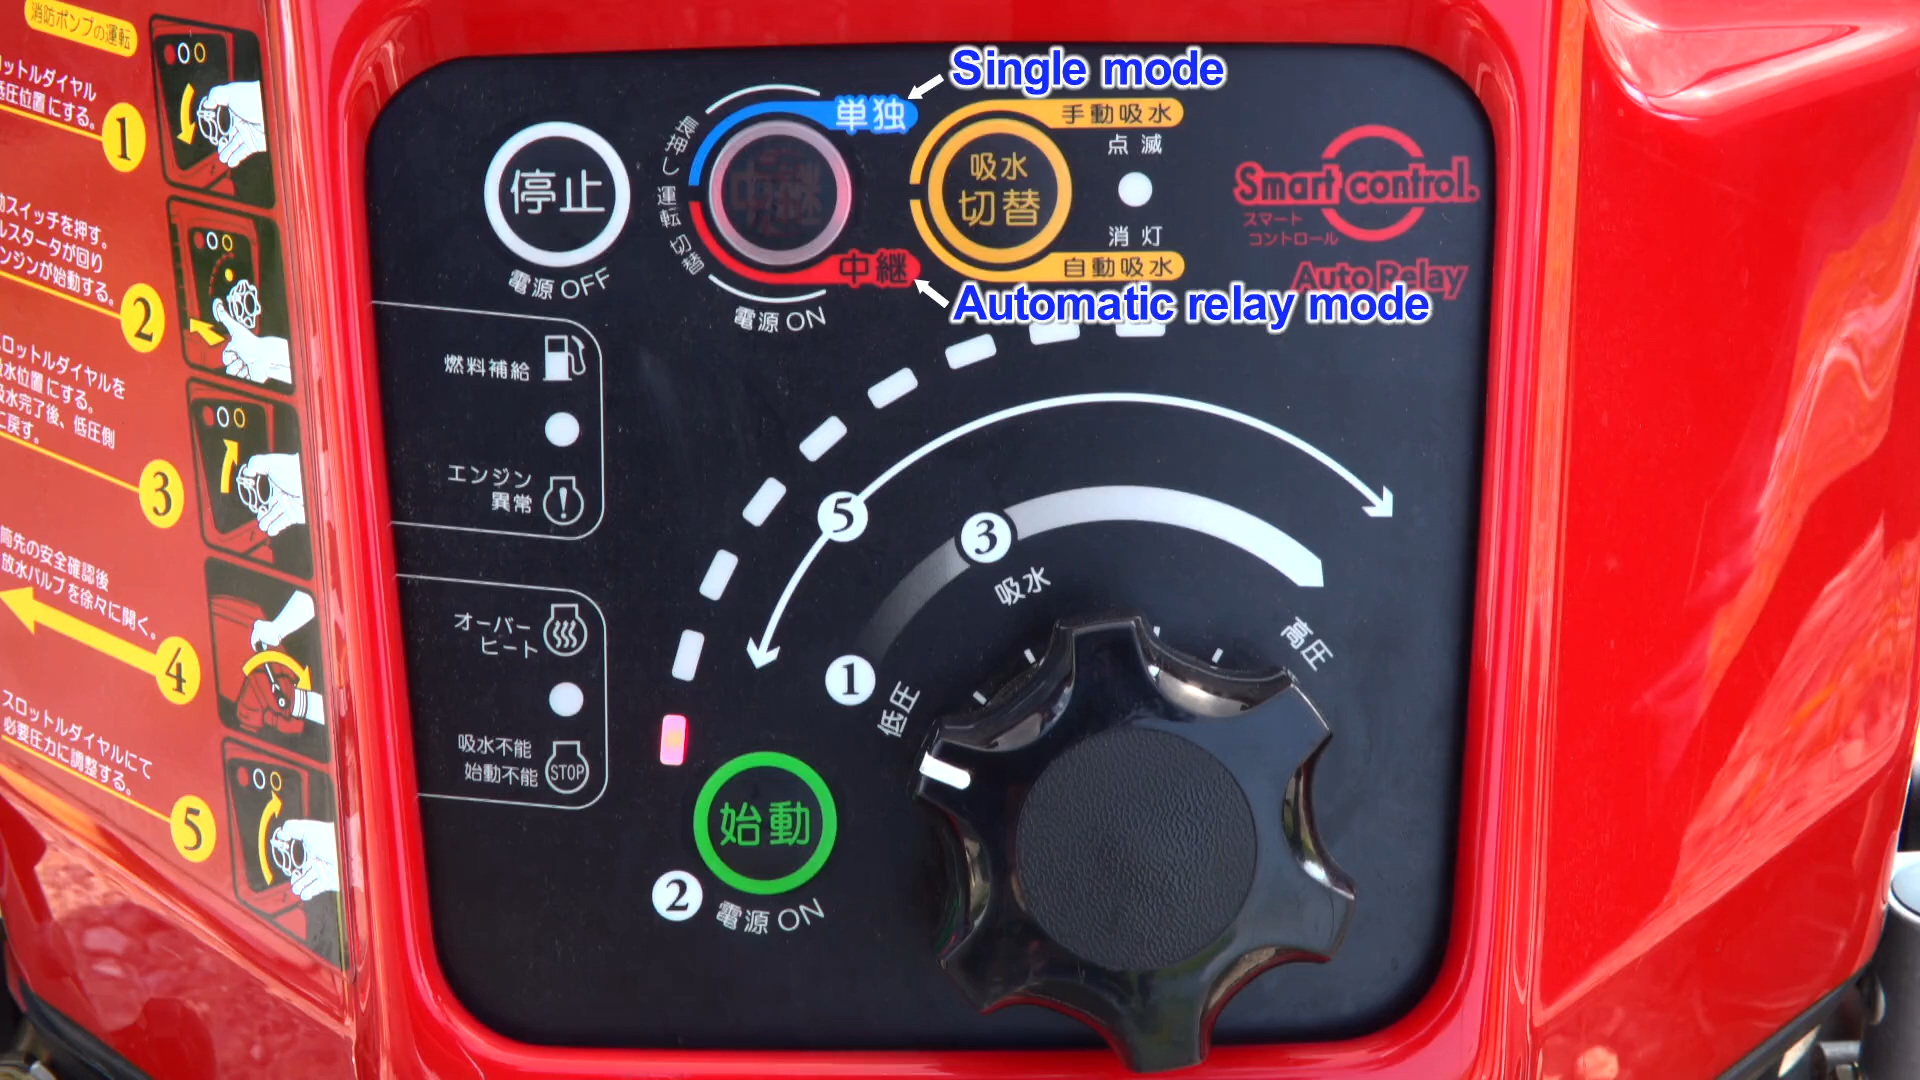 消防ポンプの運転
ットルダイヤル
低圧位置にする。
1
動スイッチを押す。
ルスタータが回り
ンジンが始動する。
2
ロットルダイヤルを
吸水位置にする。
吸水完了後、低圧側
に戻す。
3
筒先の安全確認後
放水バルブを徐々に開く。
4
スロットルダイヤルにて
必要圧力に調整する。
5
Single mode
単独
手動吸水
長押し 運転切替
停止
中継
吸水
切替
点滅
消灯
Smart control.
スマート
コントロール
Auto Relay
電源 OFF
中継
自動吸水
Automatic relay mode
電源 ON
燃料補給
エンジン
異常
!
5
3
吸水
オーバー
ヒート
1
低圧
高圧
吸水不能
始動不能
STOP
始動
2
電源 ON